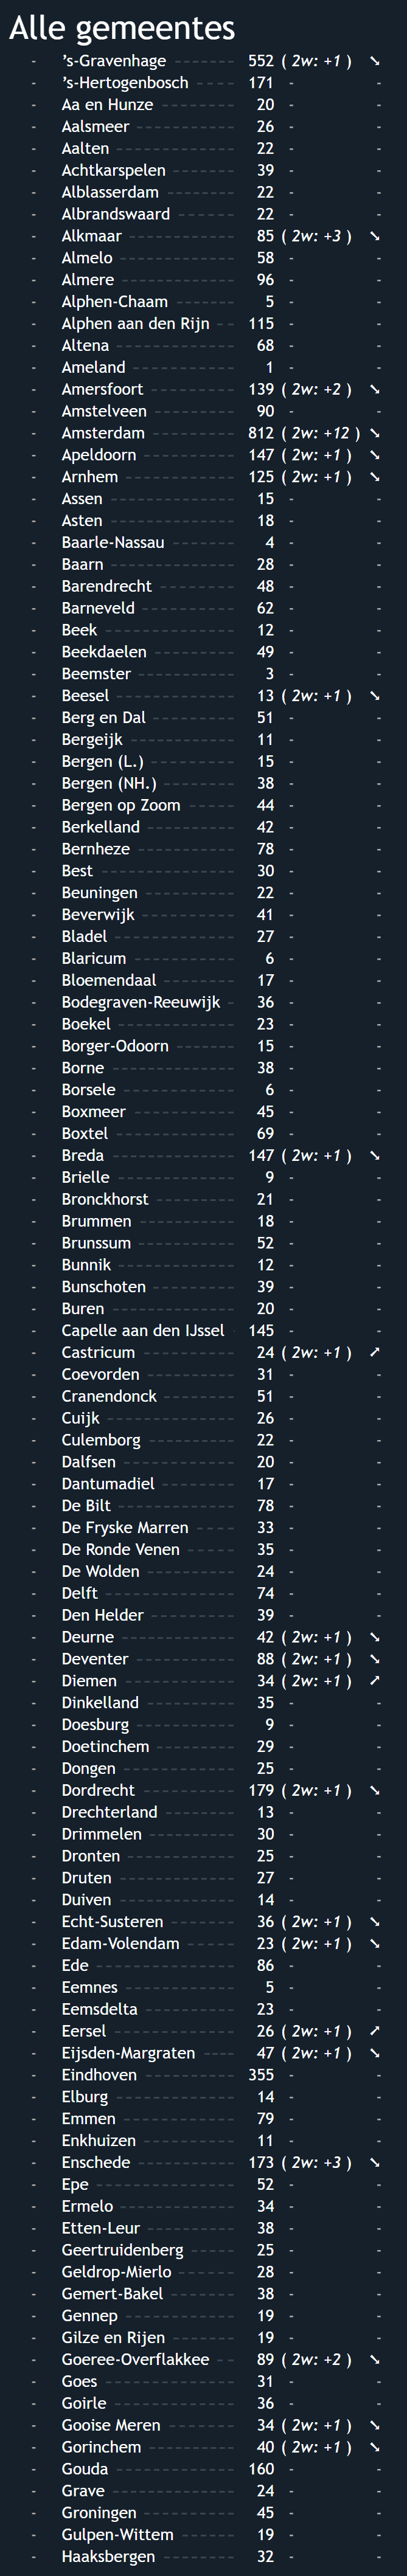 Alle gemeentes
- ’s-Gravenhage 552 ( 2w: +1 ) ➘
- ’s-Hertogenbosch 171 - -
- Aa en Hunze 20 - -
- Aalsmeer 26 - -
- Aalten 22 - -
- Achtkarspelen 39 - -
- Alblasserdam 22 - -
- Albrandswaard 22 - -
- Alkmaar 85 ( 2w: +3 ) ➘
- Almelo 58 - -
- Almere 96 - -
- Alphen-Chaam 5 - -
- Alphen aan den Rijn 115 - -
- Altena 68 - -
- Ameland 1 - -
- Amersfoort 139 ( 2w: +2 ) ➘
- Amstelveen 90 - -
- Amsterdam 812 ( 2w: +12 ) ➘
- Apeldoorn 147 ( 2w: +1 ) ➘
- Arnhem 125 ( 2w: +1 ) ➘
- Assen 15 - -
- Asten 18 - -
- Baarle-Nassau 4 - -
- Baarn 28 - -
- Barendrecht 48 - -
- Barneveld 62 - -
- Beek 12 - -
- Beekdaelen 49 - -
- Beemster 3 - -
- Beesel 13 ( 2w: +1 ) ➘
- Berg en Dal 51 - -
- Bergeijk 11 - -
- Bergen (L.) 15 - -
- Bergen (NH.) 38 - -
- Bergen op Zoom 44 - -
- Berkelland 42 - -
- Bernheze 78 - -
- Best 30 - -
- Beuningen 22 - -
- Beverwijk 41 - -
- Bladel 27 - -
- Blaricum 6 - -
- Bloemendaal 17 - -
- Bodegraven-Reeuwijk 36 - -
- Boekel 23 - -
- Borger-Odoorn 15 - -
- Borne 38 - -
- Borsele 6 - -
- Boxmeer 45 - -
- Boxtel 69 - -
- Breda 147 ( 2w: +1 ) ➘
- Brielle 9 - -
- Bronckhorst 21 - -
- Brummen 18 - -
- Brunssum 52 - -
- Bunnik 12 - -
- Bunschoten 39 - -
- Buren 20 - -
- Capelle aan den IJssel 145 - -
- Castricum 24 ( 2w: +1 ) ➚
- Coevorden 31 - -
- Cranendonck 51 - -
- Cuijk 26 - -
- Culemborg 22 - -
- Dalfsen 20 - -
- Dantumadiel 17 - -
- De Bilt 78 - -
- De Fryske Marren 33 - -
- De Ronde Venen 35 - -
- De Wolden 24 - -
- Delft 74 - -
- Den Helder 39 - -
- Deurne 42 ( 2w: +1 ) ➘
- Deventer 88 ( 2w: +1 ) ➘
- Diemen 34 ( 2w: +1 ) ➚
- Dinkelland 35 - -
- Doesburg 9 - -
- Doetinchem 29 - -
- Dongen 25 - -
- Dordrecht 179 ( 2w: +1 ) ➘
- Drechterland 13 - -
- Drimmelen 30 - -
- Dronten 25 - -
- Druten 27 - -
- Duiven 14 - -
- Echt-Susteren 36 ( 2w: +1 ) ➘
- Edam-Volendam 23 ( 2w: +1 ) ➘
- Ede 86 - -
- Eemnes 5 - -
- Eemsdelta 23 - -
- Eersel 26 ( 2w: +1 ) ➚
- Eijsden-Margraten 47 ( 2w: +1 ) ➘
- Eindhoven 355 - -
- Elburg 14 - -
- Emmen 79 - -
- Enkhuizen 11 - -
- Enschede 173 ( 2w: +3 ) ➘
- Epe 52 - -
- Ermelo 34 - -
- Etten-Leur 38 - -
- Geertruidenberg 25 - -
- Geldrop-Mierlo 28 - -
- Gemert-Bakel 38 - -
- Gennep 19 - -
- Gilze en Rijen 19 - -
- Goeree-Overflakkee 89 ( 2w: +2 ) ➘
- Goes 31 - -
- Goirle 36 - -
- Gooise Meren 34 ( 2w: +1 ) ➘
- Gorinchem 40 ( 2w: +1 ) ➘
- Gouda 160 - -
- Grave 24 - -
- Groningen 45 - -
- Gulpen-Wittem 19 - -
- Haaksbergen 32 - -